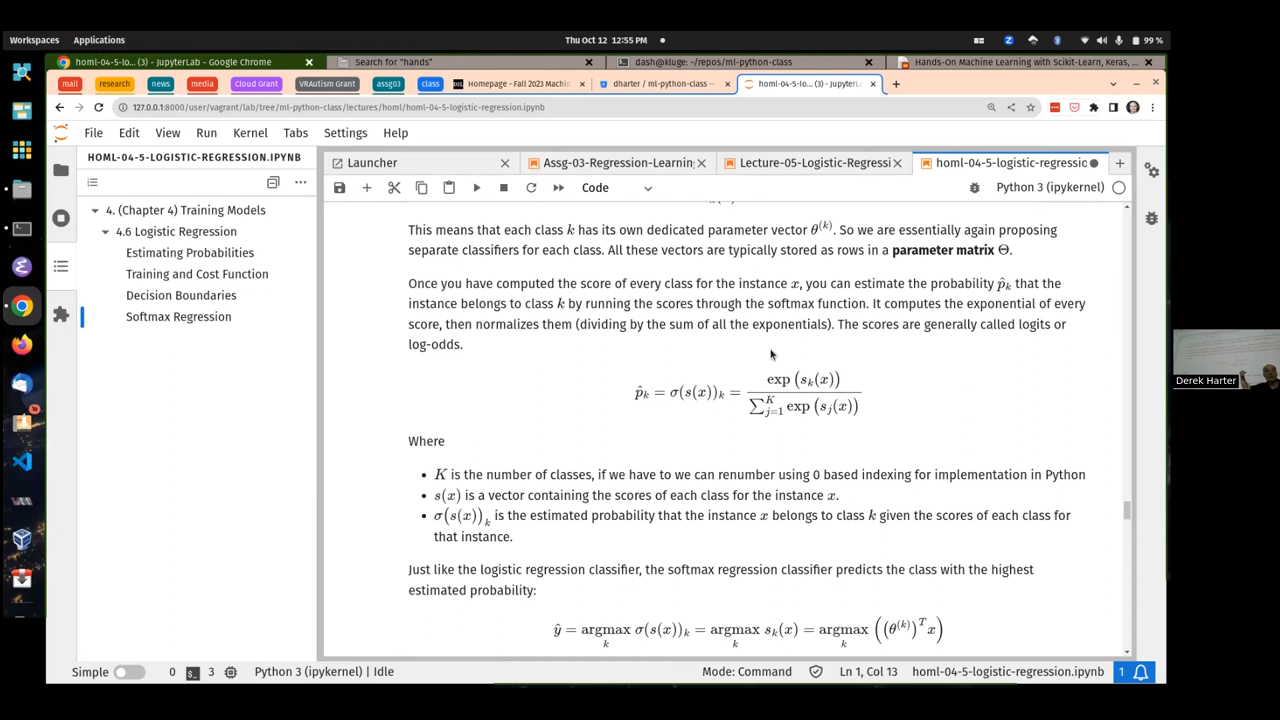 Workspaces Applications Thu Oct 12 12:55 PM 99 %
homl-04-5-lo... (3) - JupyterLab - Google Chrome × Search for "hands" × dash@kluge: ~/repos/ml-python-class × Hands-On Machine Learning with Scikit-Learn, Keras, ... ×
mail research news media Cloud Grant VRAutism Grant assg03 class Homepage - Fall 2023 Machin × dharter / ml-python-class — × homl-04-5-lo... (3) - JupyterL ×
127.0.0.1:8000/user/vagrant/lab/tree/ml-python-class/lectures/homl/homl-04-5-logistic-regression.ipynb
File Edit View Run Kernel Tabs Settings Help
HOML-04-5-LOGISTIC-REGRESSION.IPYNB
4. (Chapter 4) Training Models
4.6 Logistic Regression
Estimating Probabilities
Training and Cost Function
Decision Boundaries
Softmax Regression
Launcher × Assg-03-Regression-Learnin × Lecture-05-Logistic-Regressi × homl-04-5-logistic-regressic
Code Python 3 (ipykernel)
This means that each class k has its own dedicated parameter vector θ^(k). So we are essentially again proposing
separate classifiers for each class. All these vectors are typically stored as rows in a parameter matrix Θ.
Once you have computed the score of every class for the instance x, you can estimate the probability p̂_k that the
instance belongs to class k by running the scores through the softmax function. It computes the exponential of every
score, then normalizes them (dividing by the sum of all the exponentials). The scores are generally called logits or
log-odds.
p̂_k = σ(s(x))_k = exp (s_k(x)) / ∑_{j=1}^K exp (s_j(x))
Where
• K is the number of classes, if we have to we can renumber using 0 based indexing for implementation in Python
• s(x) is a vector containing the scores of each class for the instance x.
• σ(s(x))_k is the estimated probability that the instance x belongs to class k given the scores of each class for
that instance.
Just like the logistic regression classifier, the softmax regression classifier predicts the class with the highest
estimated probability:
ŷ = argmax_k σ(s(x))_k = argmax_k s_k(x) = argmax_k ((θ^(k))^T x)
Simple 0 3 Python 3 (ipykernel) | Idle Mode: Command Ln 1, Col 13 homl-04-5-logistic-regression.ipynb 1
Derek Harter